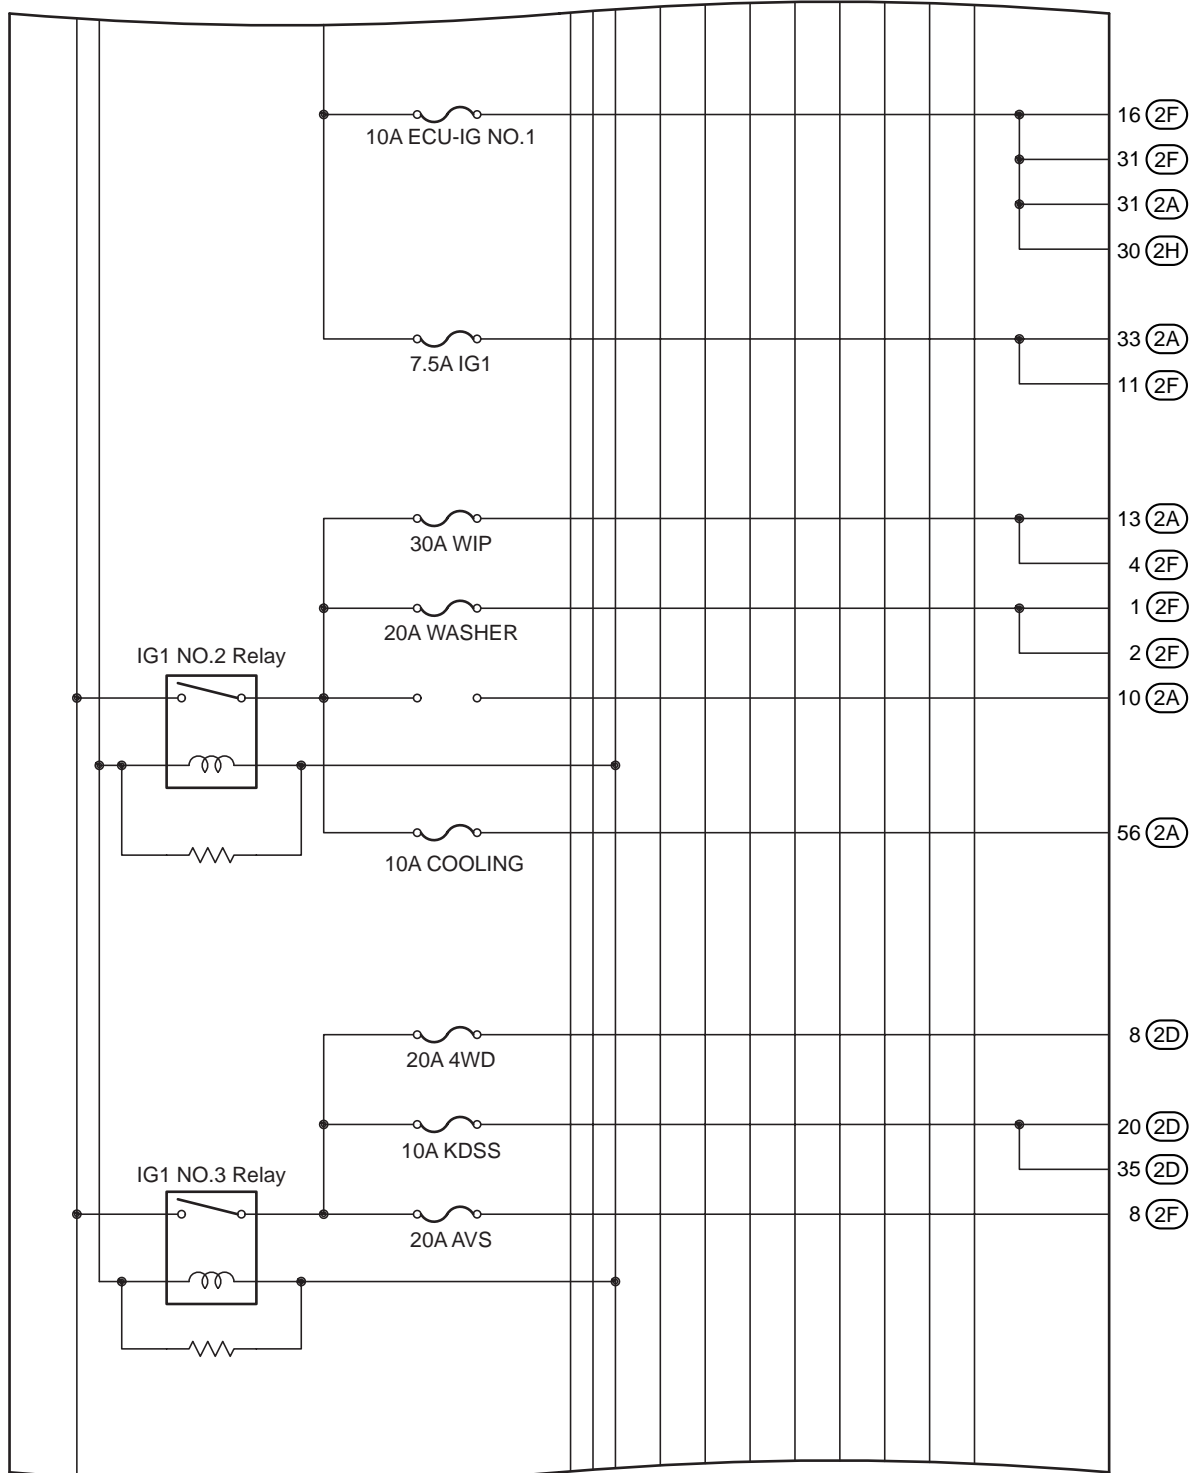 10A ECU-IG NO.1
16 2F
31 2F
31 2A
30 2H
7.5A IG1
33 2A
11 2F
30A WIP
13 2A
4 2F
20A WASHER
1 2F
2 2F
IG1 NO.2 Relay
10 2A
10A COOLING
56 2A
20A 4WD
8 2D
10A KDSS
20 2D
35 2D
IG1 NO.3 Relay
20A AVS
8 2F